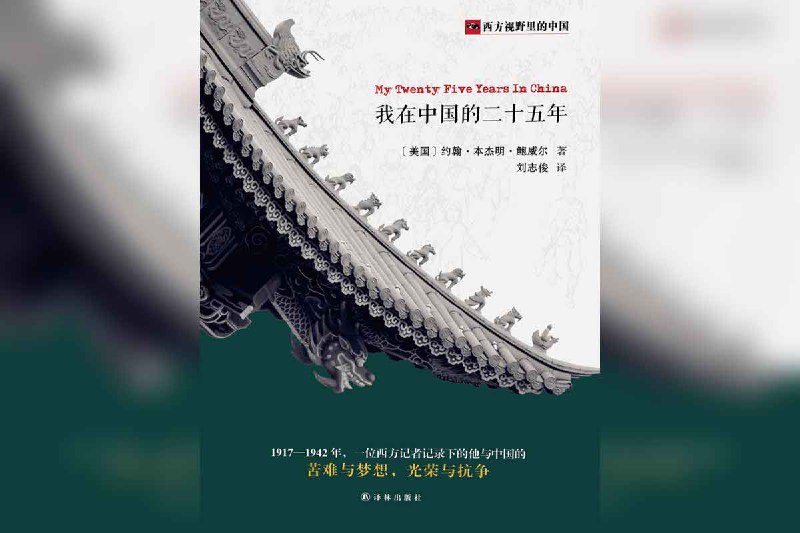 西方视野里的中国
My Twenty Five Years In China
我在中国的二十五年
〔美国〕约翰·本杰明·鲍威尔 著
刘志俊 译
1917—1942 年，一位西方记者记录下的他与中国的
苦难与梦想，光荣与抗争
译林出版社